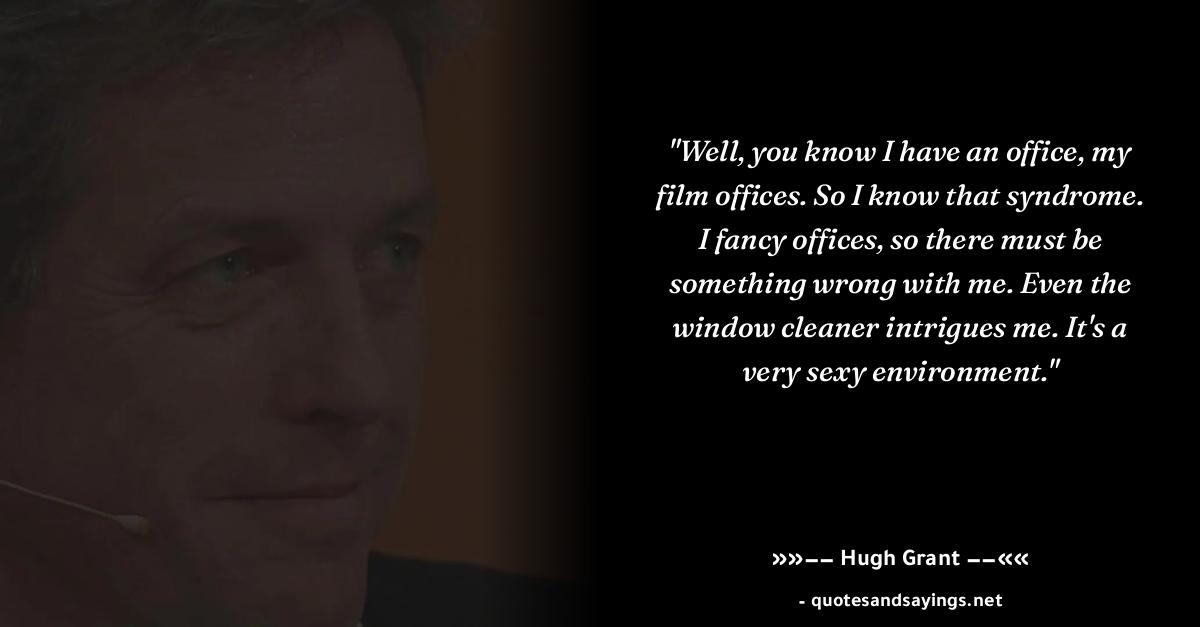 "Well, you know I have an office, my
film offices. So I know that syndrome.
I fancy offices, so there must be
something wrong with me. Even the
window cleaner intrigues me. It's a
very sexy environment."
»»–– Hugh Grant ––««
- quotesandsayings.net